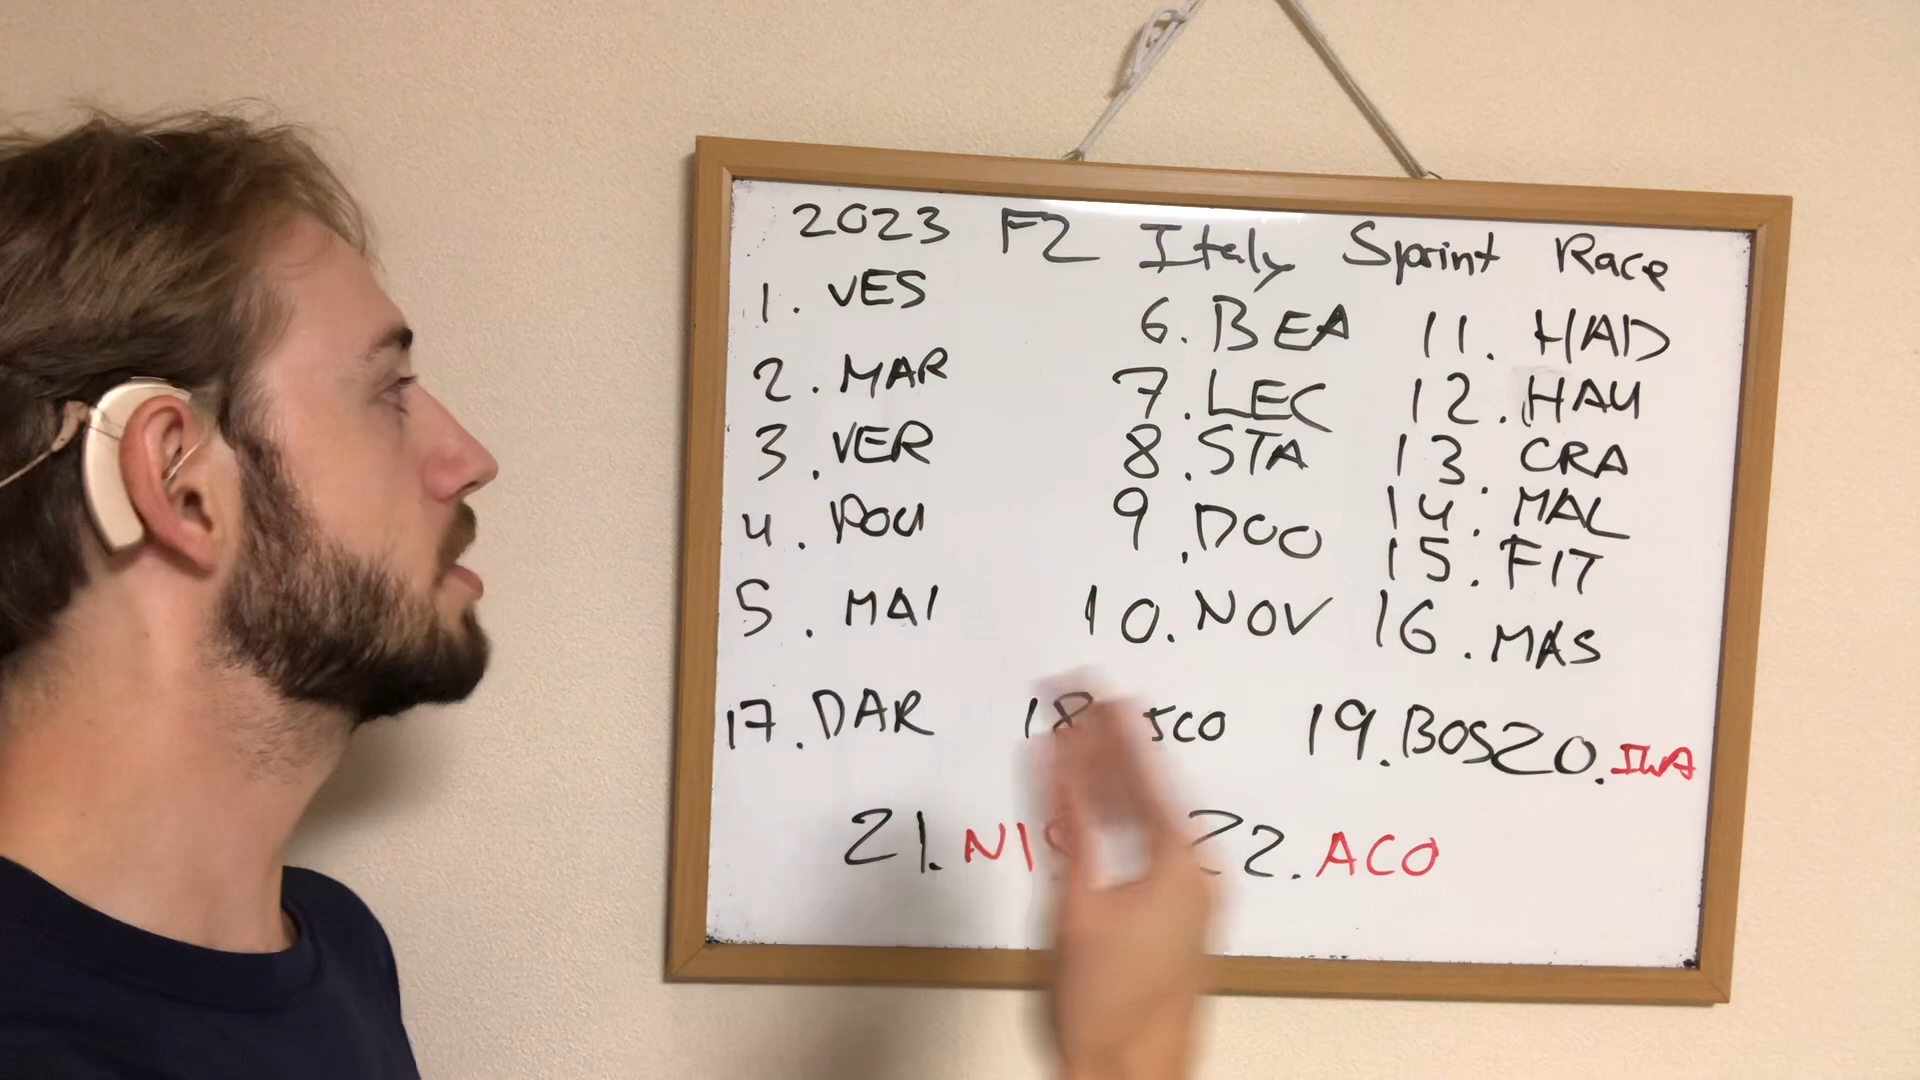 2023 F2 Italy Sprint Race
1. VES
2. MAR
3. VER
4. POU
5. MAI
6. BEA
7. LEC
8. STA
9. DOO
10. NOV
11. HAD
12. HAU
13. CRA
14. MAL
15. FIT
16. MAS
17. DAR 18 19. BOS 20. IWA
21. 22. ACO